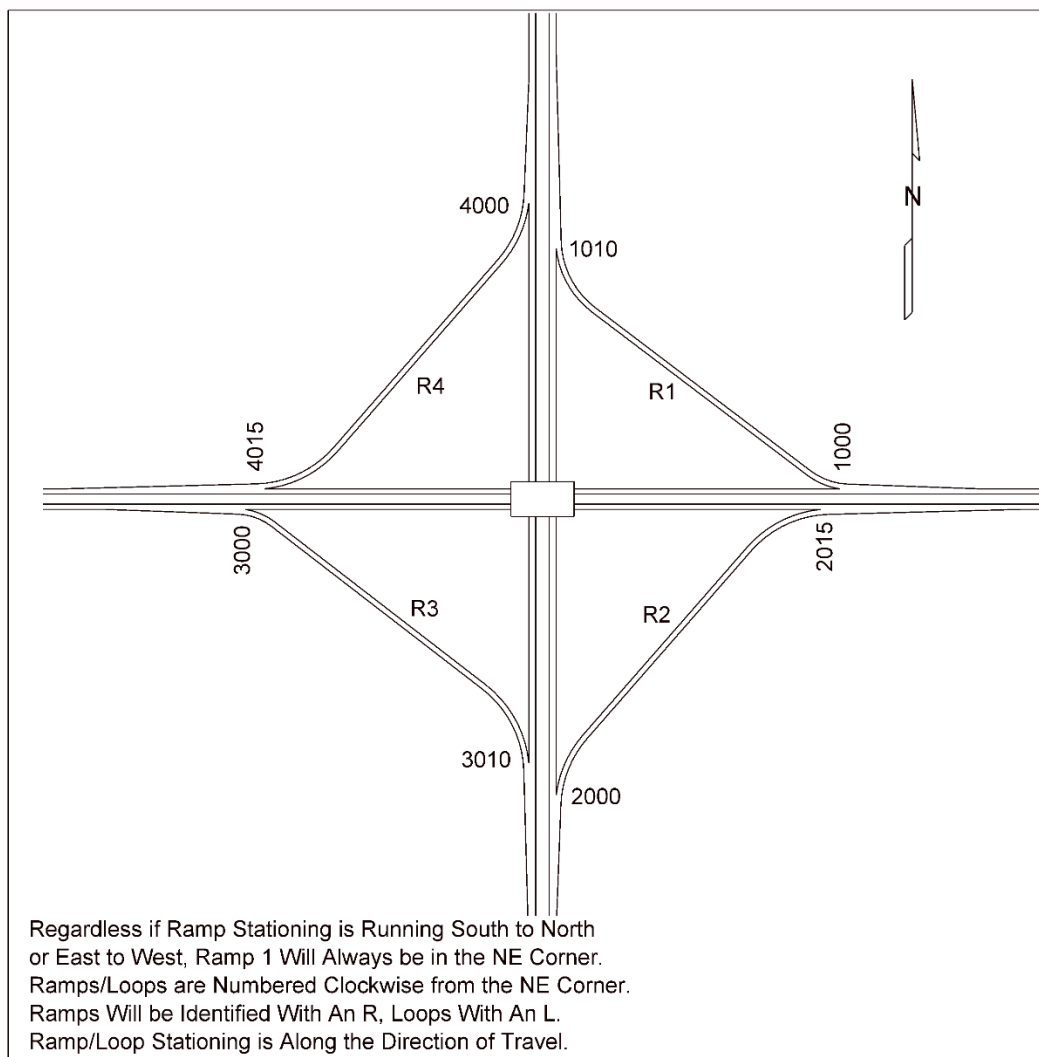 4000
1010
N
R4
R1
4015
1000
3000
2015
R3
R2
3010
2000
Regardless if Ramp Stationing is Running South to North
or East to West, Ramp 1 Will Always be in the NE Corner.
Ramps/Loops are Numbered Clockwise from the NE Corner.
Ramps Will be Identified With An R, Loops With An L.
Ramp/Loop Stationing is Along the Direction of Travel.